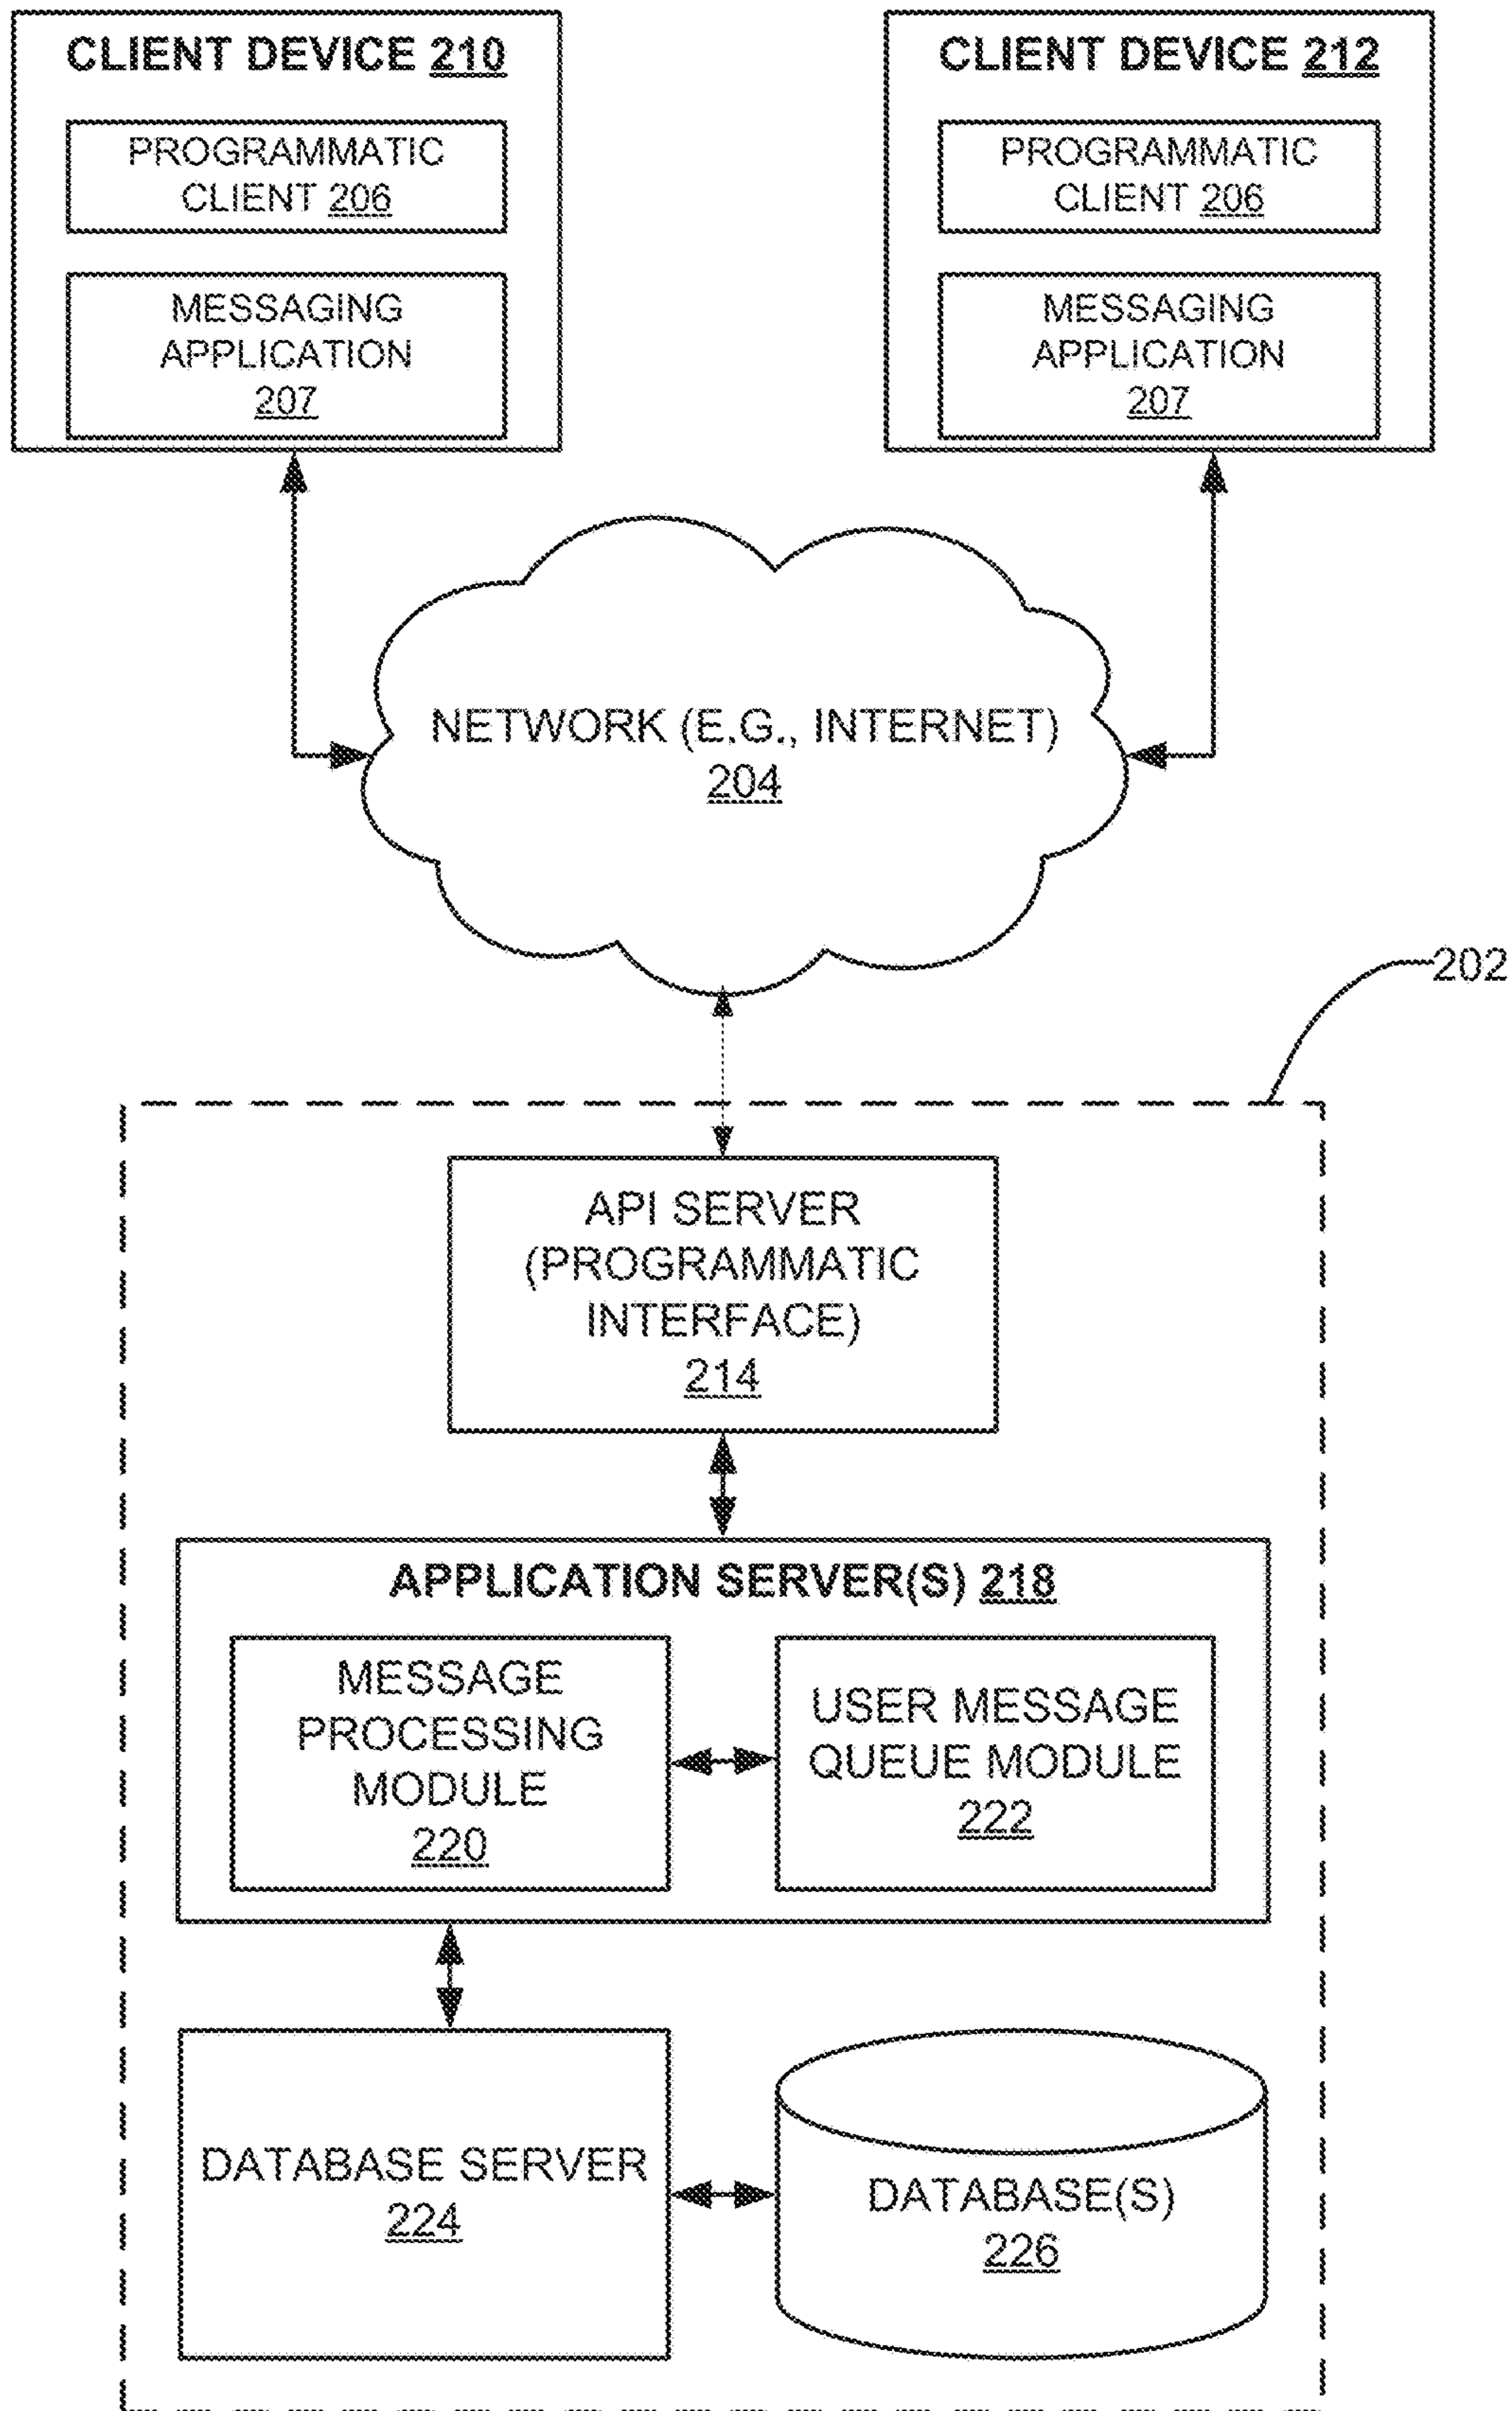 CLIENT DEVICE 210
PROGRAMMATIC
CLIENT 206
MESSAGING
APPLICATION
207
CLIENT DEVICE 212
PROGRAMMATIC
CLIENT 206
MESSAGING
APPLICATION
207
NETWORK (E.G., INTERNET)
204
202
API SERVER
(PROGRAMMATIC
INTERFACE)
214
APPLICATION SERVER(S) 218
MESSAGE
PROCESSING
MODULE
220
USER MESSAGE
QUEUE MODULE
222
DATABASE SERVER
224
DATABASE(S)
226